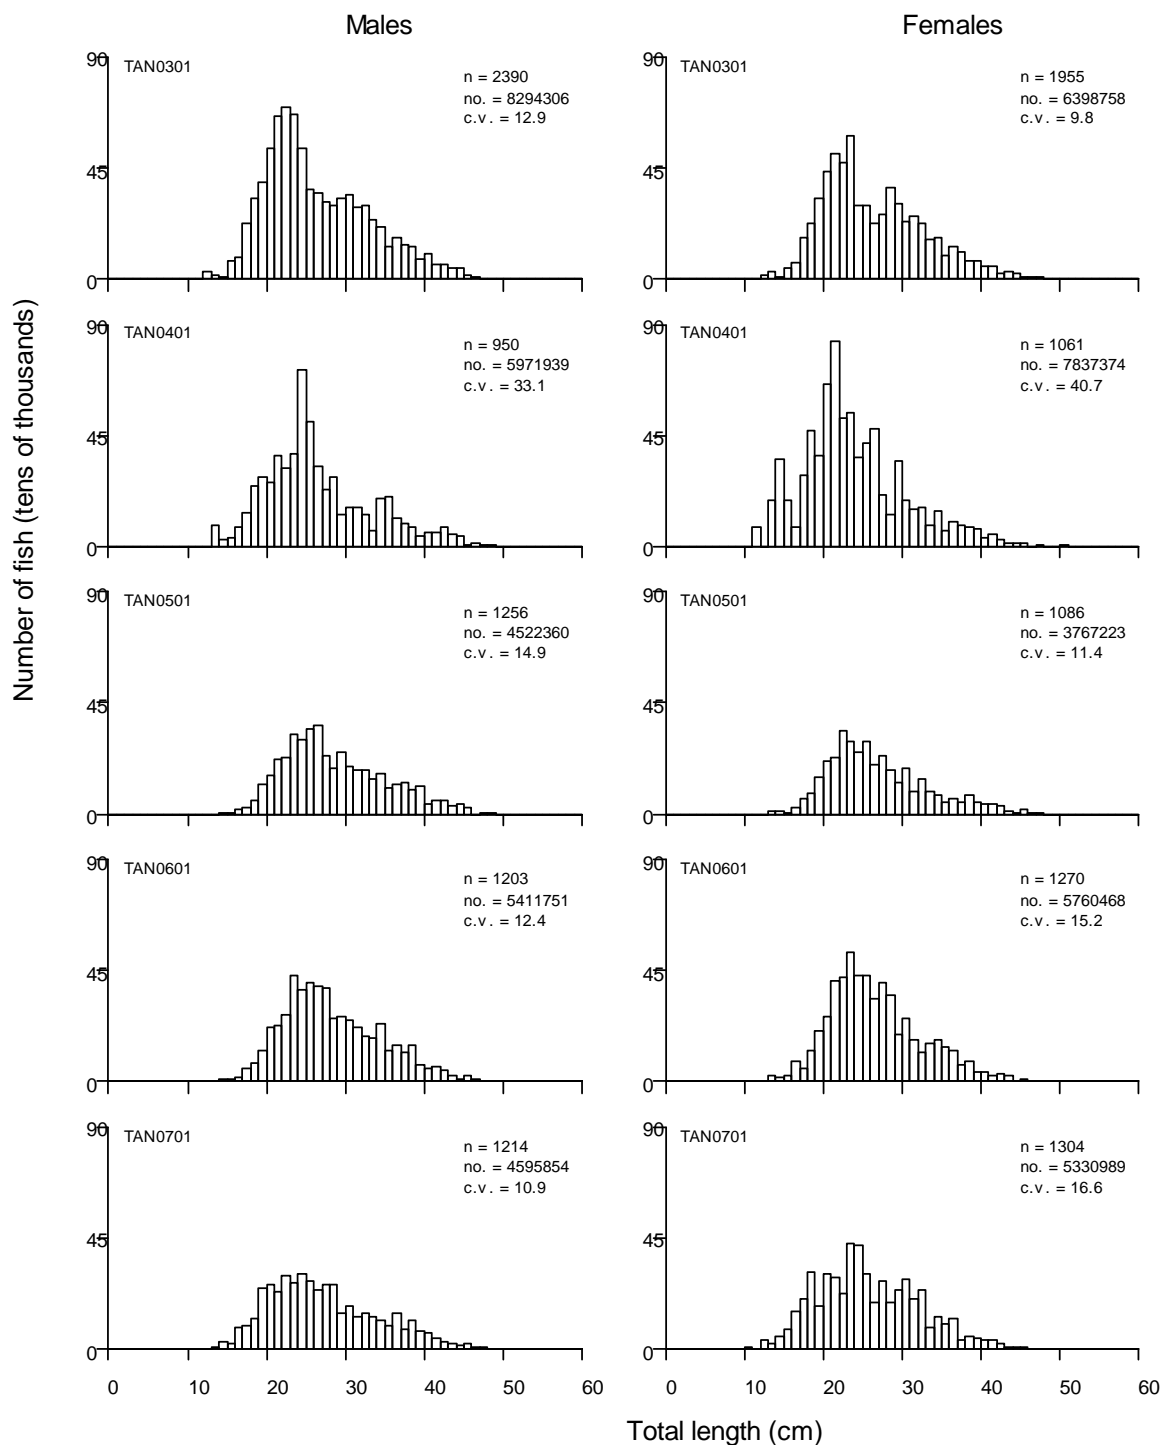 Males
Females
Number of fish (tens of thousands)
90
45
0
TAN0301
n = 2390
no. = 8294306
c.v. = 12.9
90
45
0
TAN0301
n = 1955
no. = 6398758
c.v. = 9.8
90
45
0
TAN0401
n = 950
no. = 5971939
c.v. = 33.1
90
45
0
TAN0401
n = 1061
no. = 7837374
c.v. = 40.7
90
45
0
TAN0501
n = 1256
no. = 4522360
c.v. = 14.9
90
45
0
TAN0501
n = 1086
no. = 3767223
c.v. = 11.4
90
45
0
TAN0601
n = 1203
no. = 5411751
c.v. = 12.4
90
45
0
TAN0601
n = 1270
no. = 5760468
c.v. = 15.2
90
45
0
TAN0701
n = 1214
no. = 4595854
c.v. = 10.9
90
45
0
TAN0701
n = 1304
no. = 5330989
c.v. = 16.6
0 10 20 30 40 50 60
0 10 20 30 40 50 60
Total length (cm)